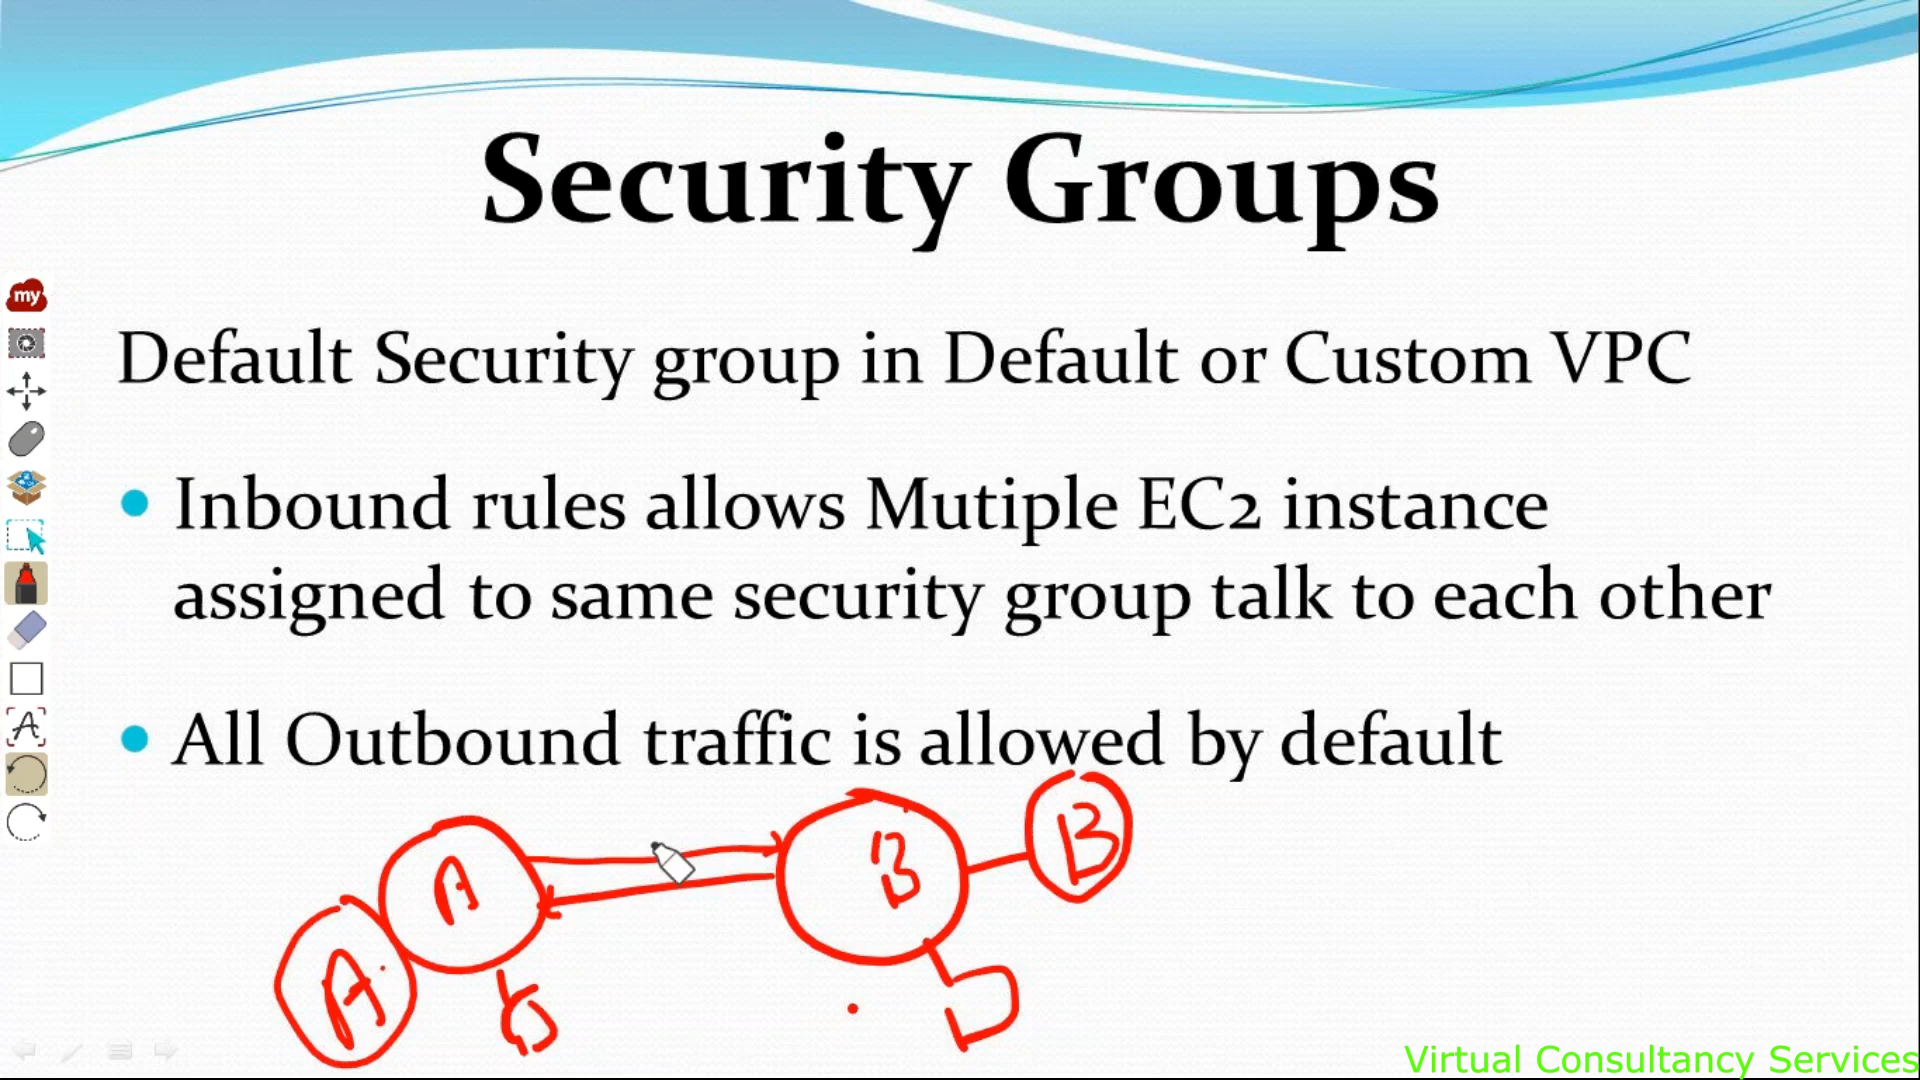 Security Groups
my
Default Security group in Default or Custom VPC
Inbound rules allows Mutiple EC2 instance
assigned to same security group talk to each other
A
All Outbound traffic is allowed by default
B
B
A
A
Virtual Consultancy Services